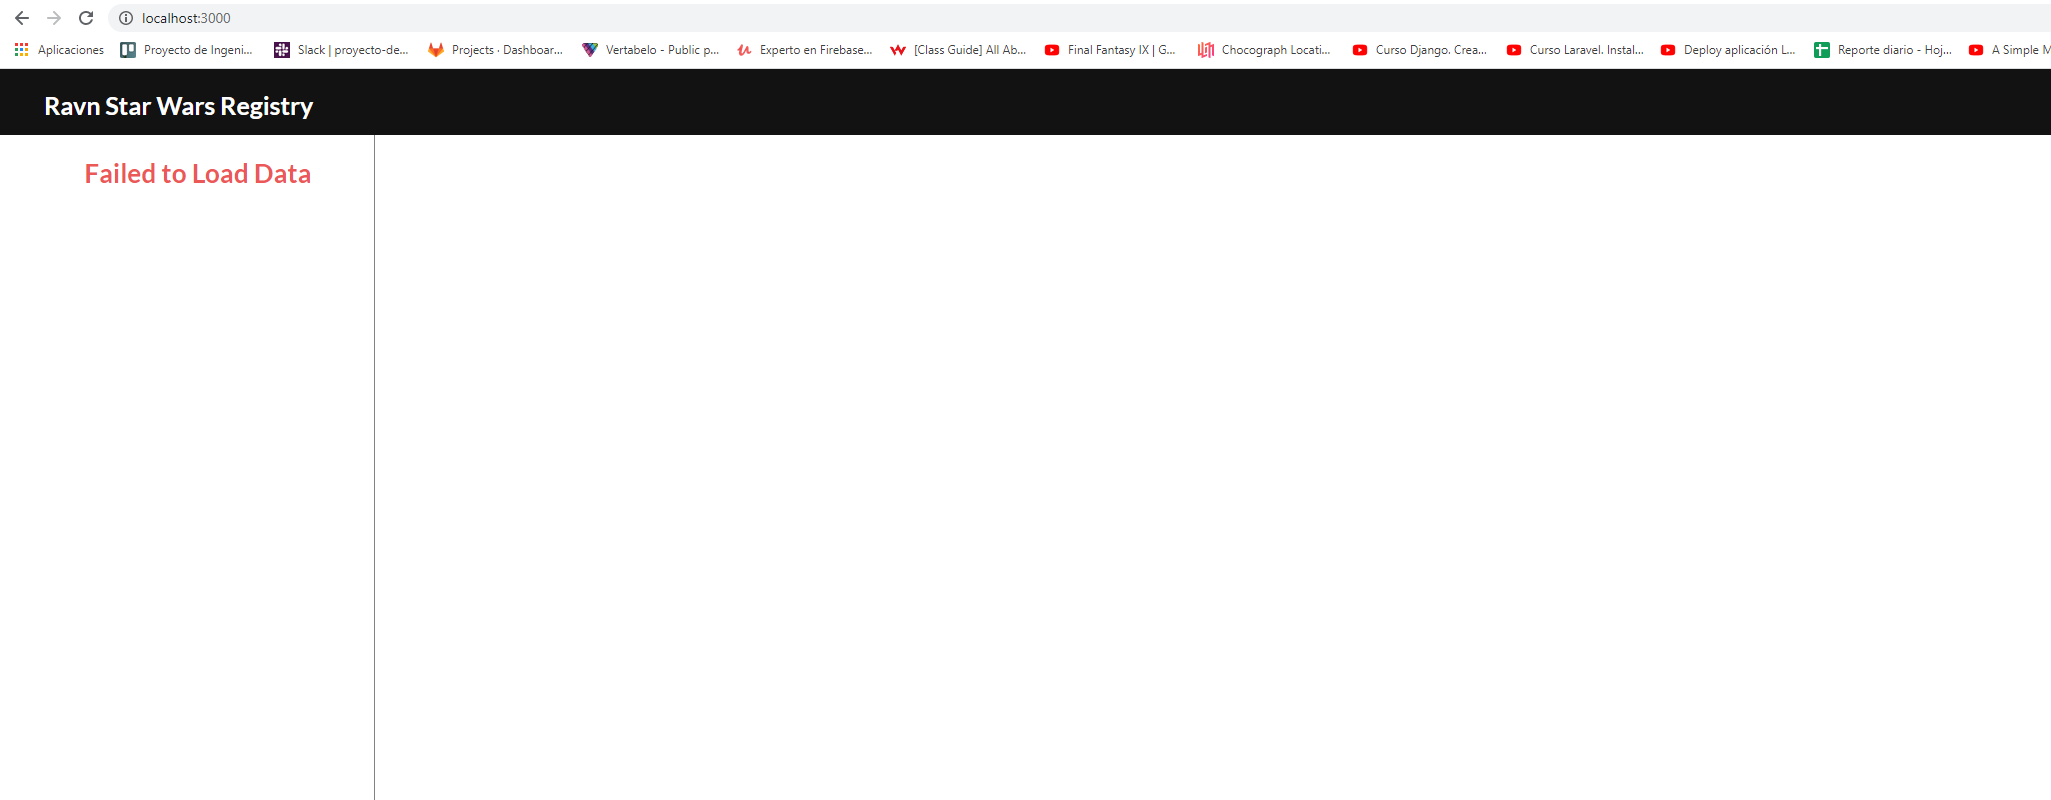 localhost:3000
Aplicaciones Proyecto de Ingeni... Slack | proyecto-de... Projects · Dashboar... Vertabelo - Public p... Experto en Firebase... [Class Guide] All Ab... Final Fantasy IX | G... Chocograph Locati... Curso Django. Crea... Curso Laravel. Instal... Deploy aplicación L... Reporte diario - Hoj... A Simple M
Ravn Star Wars Registry
Failed to Load Data